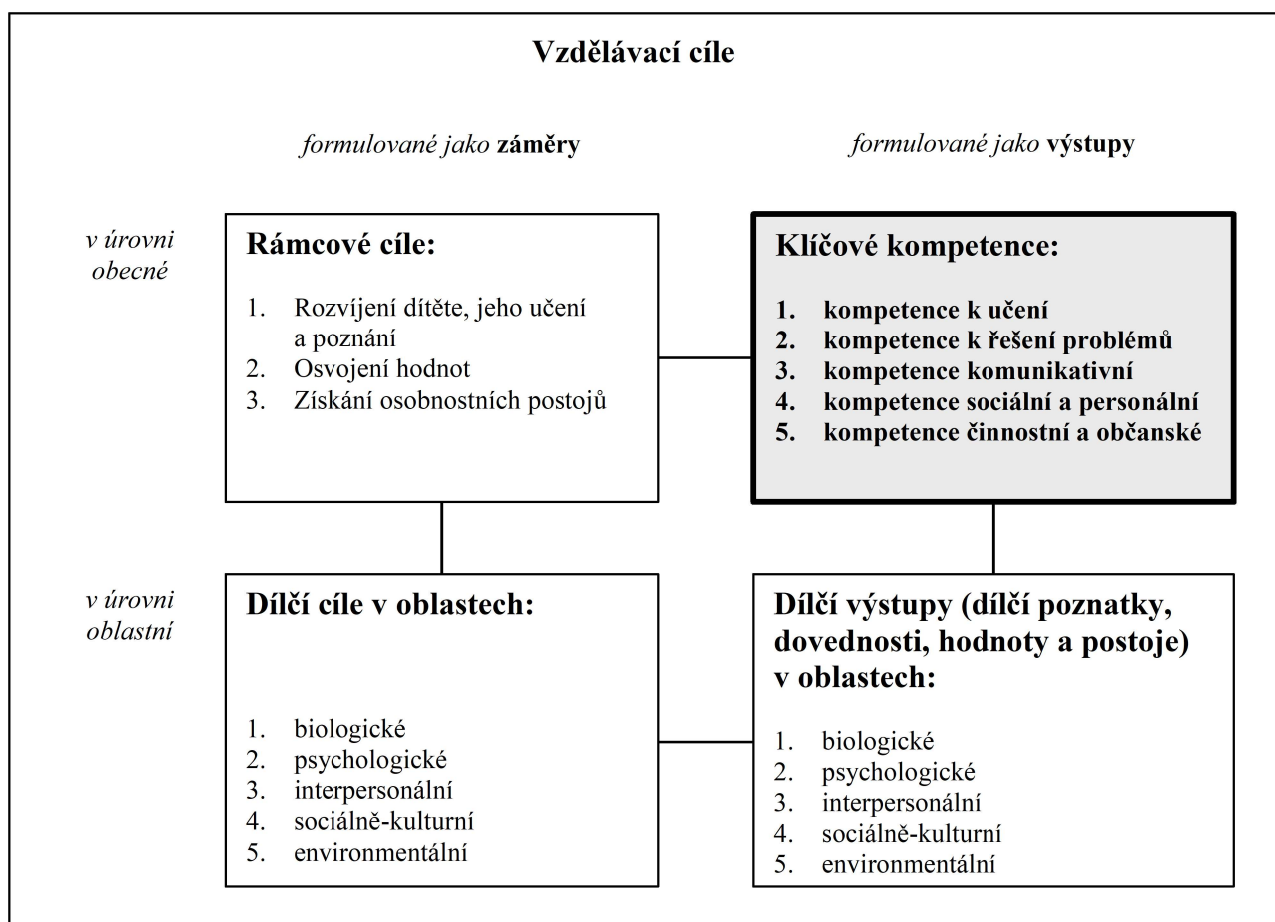 Vzdělávací cíle
formulované jako záměry
formulované jako výstupy
v úrovni
obecné
Rámcové cíle:
1. Rozvíjení dítěte, jeho učení
a poznání
2. Osvojení hodnot
3. Získání osobnostních postojů
Klíčové kompetence:
1. kompetence k učení
2. kompetence k řešení problémů
3. kompetence komunikativní
4. kompetence sociální a personální
5. kompetence činnostní a občanské
v úrovni
oblastní
Dílčí cíle v oblastech:
1. biologické
2. psychologické
3. interpersonální
4. sociálně-kulturní
5. environmentální
Dílčí výstupy (dílčí poznatky,
dovednosti, hodnoty a postoje)
v oblastech:
1. biologické
2. psychologické
3. interpersonální
4. sociálně-kulturní
5. environmentální